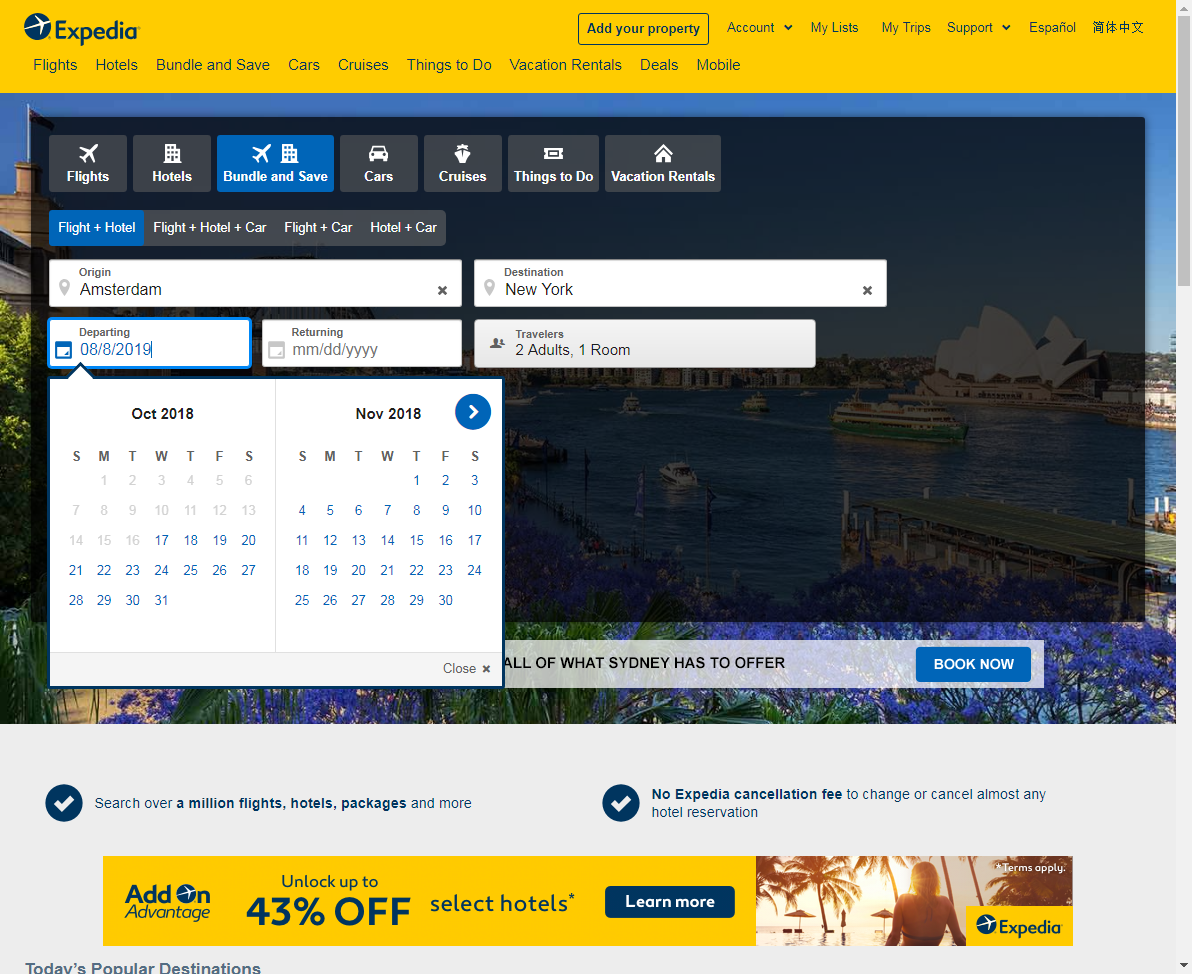 Expedia
Add your property
Account
My Lists
My Trips
Support
Español
简体中文
Flights
Hotels
Bundle and Save
Cars
Cruises
Things to Do
Vacation Rentals
Deals
Mobile
Flights
Hotels
Bundle and Save
Cars
Cruises
Things to Do
Vacation Rentals
Flight + Hotel
Flight + Hotel + Car
Flight + Car
Hotel + Car
Origin
Amsterdam
Destination
New York
Departing
08/8/2019
Returning
mm/dd/yyyy
Travelers
2 Adults, 1 Room
Oct 2018
S M T W T F S
1 2 3 4 5 6
7 8 9 10 11 12 13
14 15 16 17 18 19 20
21 22 23 24 25 26 27
28 29 30 31
Nov 2018
S M T W T F S
1 2 3
4 5 6 7 8 9 10
11 12 13 14 15 16 17
18 19 20 21 22 23 24
25 26 27 28 29 30
Close
ALL OF WHAT SYDNEY HAS TO OFFER
BOOK NOW
Search over a million flights, hotels, packages and more
No Expedia cancellation fee to change or cancel almost any
hotel reservation
Add On
Advantage
Unlock up to
43% OFF
select hotels*
Learn more
*Terms apply.
Expedia
Today's Popular Destinations